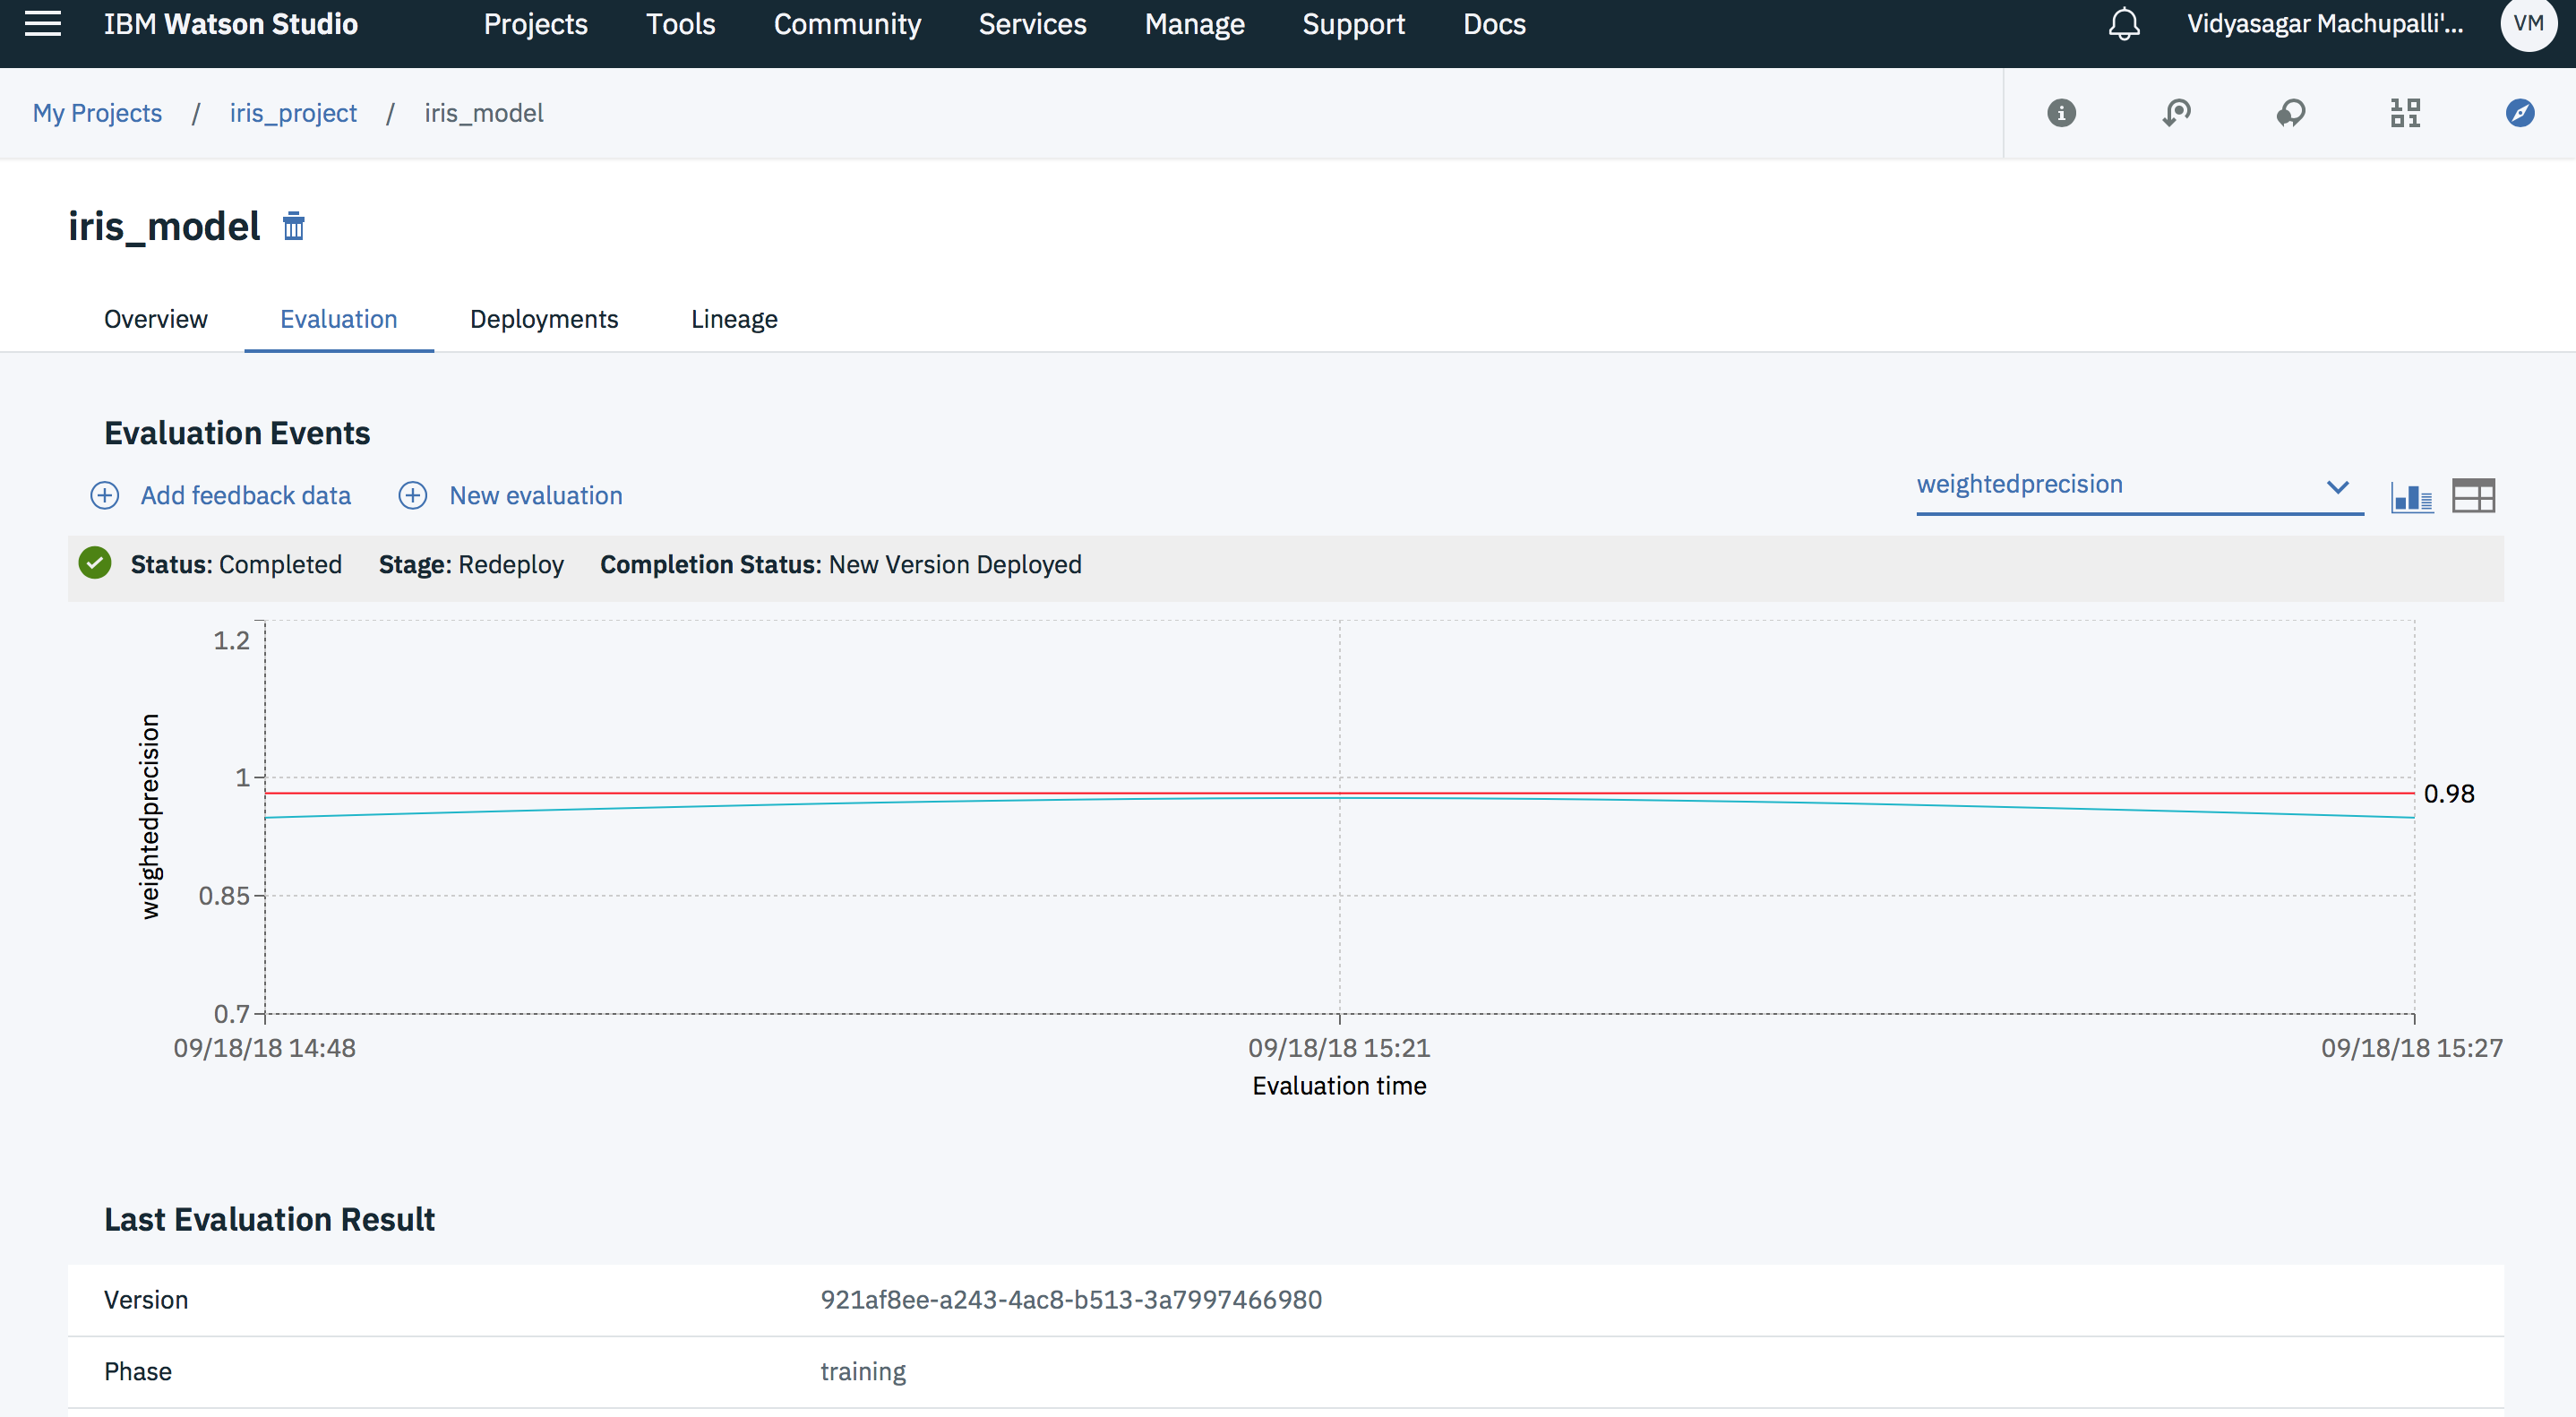 IBM Watson Studio Projects Tools Community Services Manage Support Docs Vidyasagar Machupalli'... VM
My Projects / iris_project / iris_model
iris_model
Overview Evaluation Deployments Lineage
Evaluation Events
Add feedback data New evaluation weightedprecision
Status: Completed Stage: Redeploy Completion Status: New Version Deployed
1.2
weightedprecision
1
0.98
0.85
0.7
09/18/18 14:48 09/18/18 15:21 09/18/18 15:27
Evaluation time
Last Evaluation Result
Version 921af8ee-a243-4ac8-b513-3a7997466980
Phase training